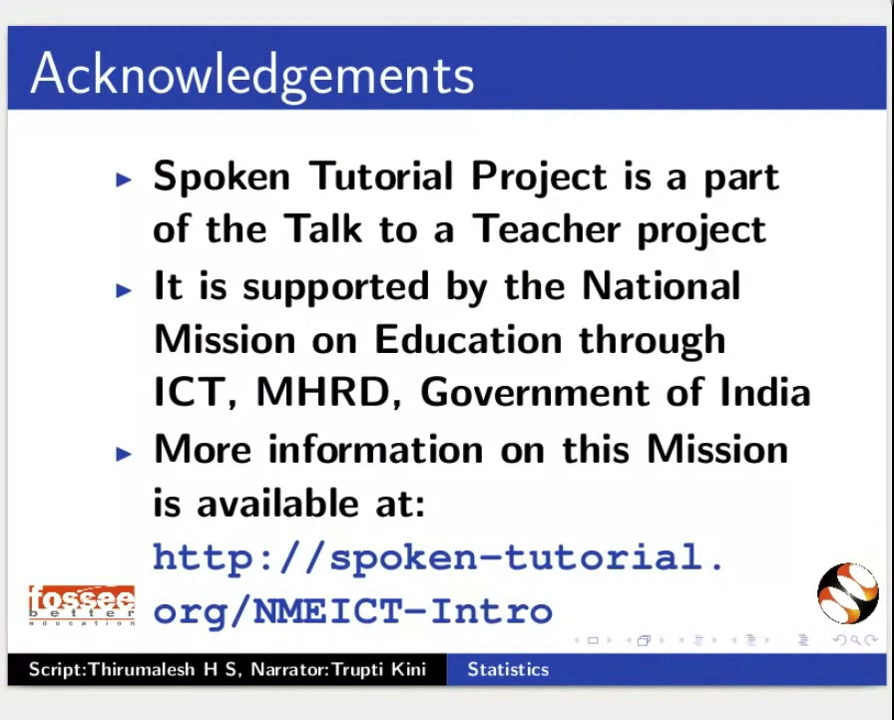 Acknowledgements
Spoken Tutorial Project is a part
of the Talk to a Teacher project
It is supported by the National
Mission on Education through
ICT, MHRD, Government of India
More information on this Mission
is available at:
http://spoken-tutorial.
org/NMEICT-Intro
fossee
better
education
Script:Thirumalesh H S, Narrator:Trupti Kini
Statistics